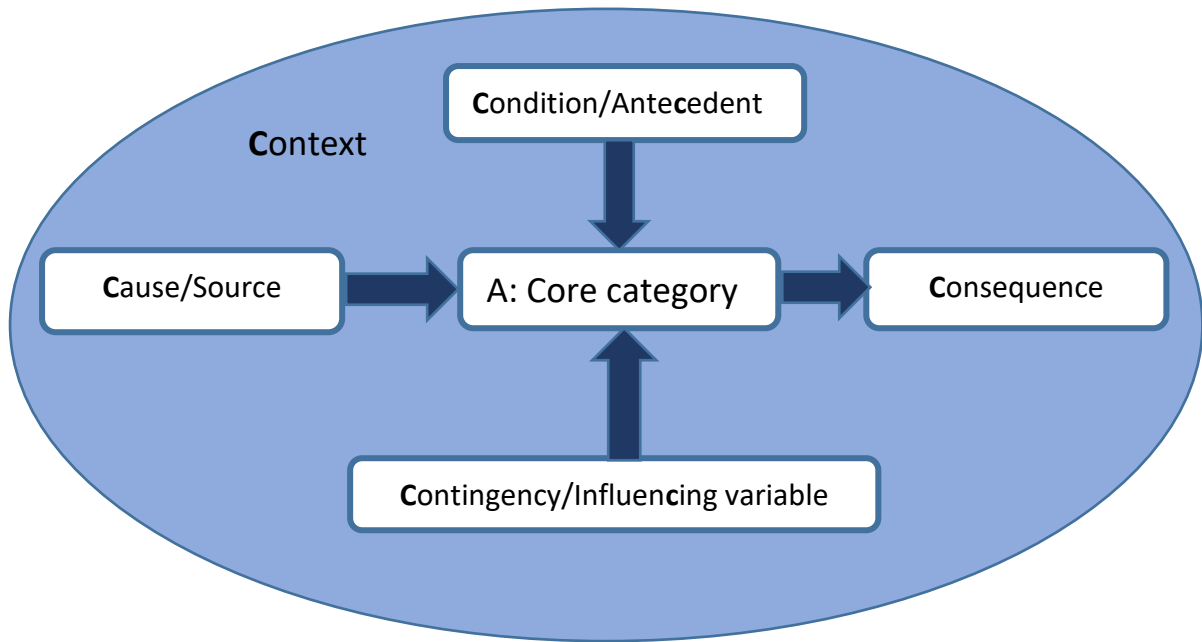 Condition/Antecedent
Context
Cause/Source
A: Core category
Consequence
Contingency/Influencing variable